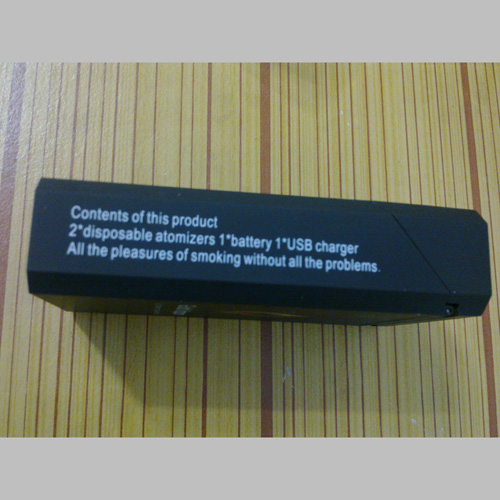 Contents of this product
2*disposable atomizers 1*battery 1*USB charger
All the pleasures of smoking without all the problems.